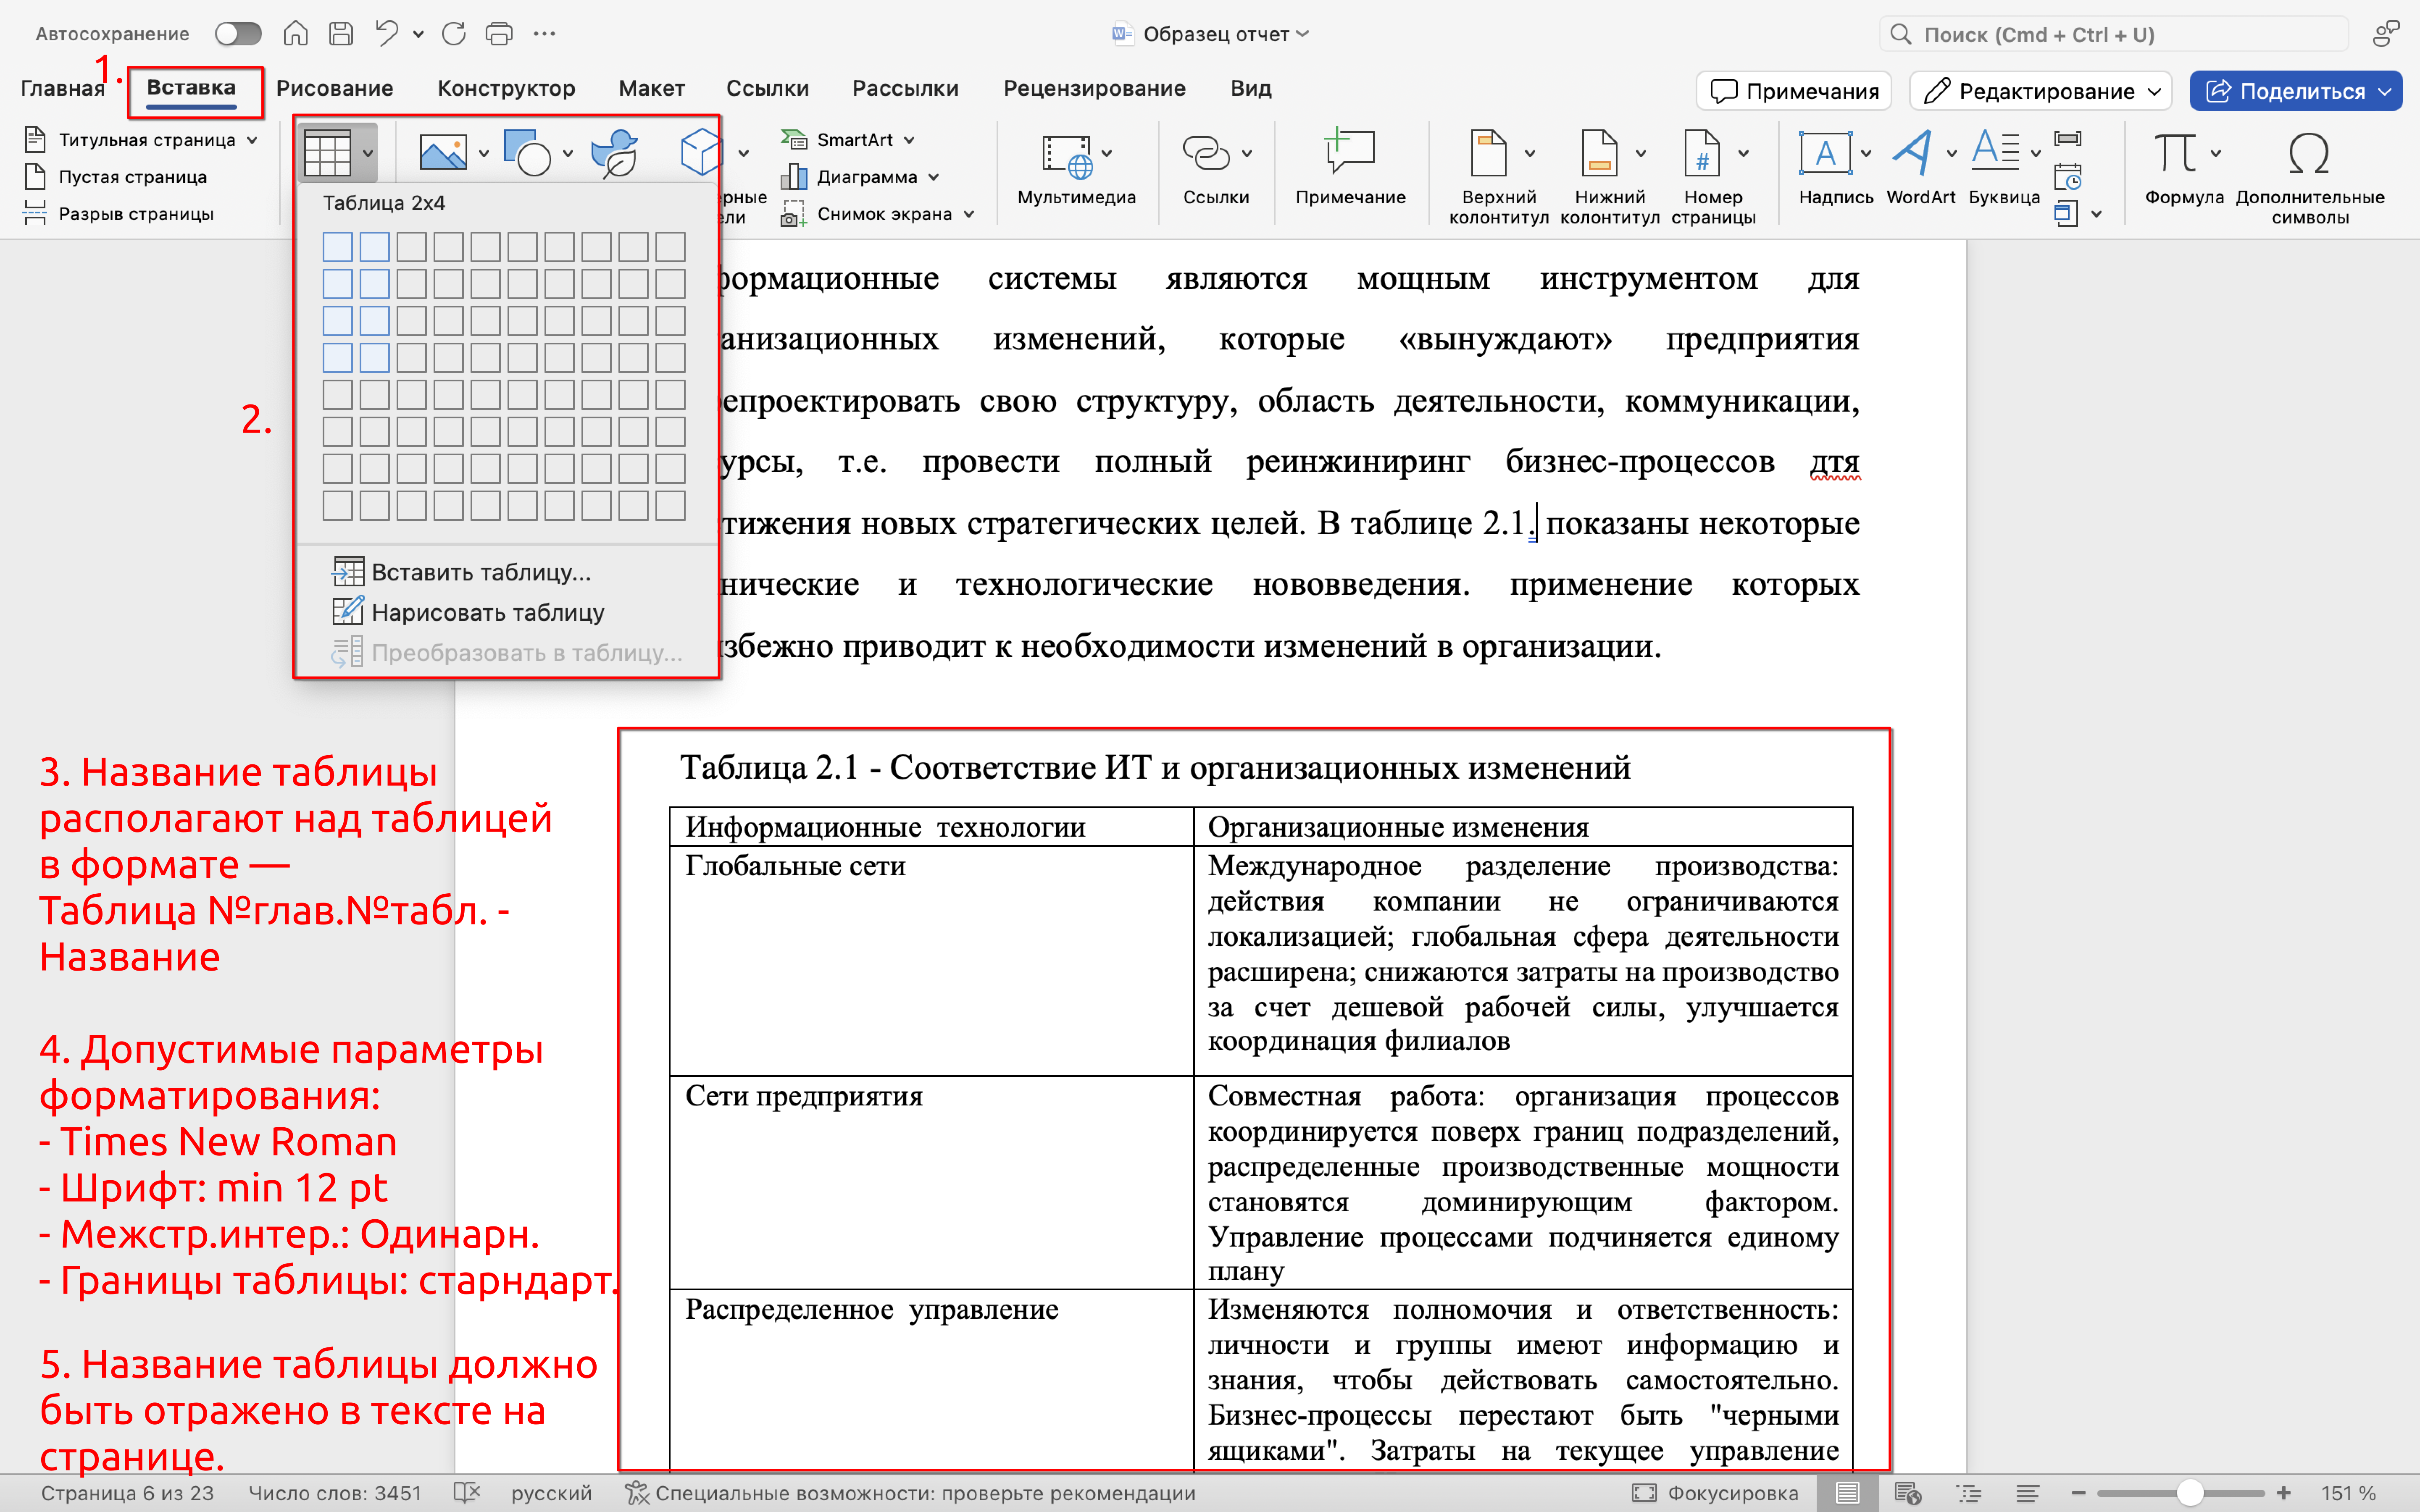 Автосохранение
Образец отчет
Поиск (Cmd + Ctrl + U)
1.
Главная Вставка Рисование Конструктор Макет Ссылки Рассылки Рецензирование Вид
Примечания Редактирование Поделиться
Титульная страница
Пустая страница
Разрыв страницы
SmartArt
Диаграмма
Снимок экрана
Мультимедиа
Ссылки
Примечание
Верхний колонтитул
Нижний колонтитул
Номер страницы
#
A
Надпись
WordArt
Буквица
Формула
Дополнительные символы
Таблица 2x4
2.
Вставить таблицу...
Нарисовать таблицу
Преобразовать в таблицу...
формационные системы являются мощным инструментом для
анизационных изменений, которые «вынуждают» предприятия
епроектировать свою структуру, область деятельности, коммуникации,
урсы, т.е. провести полный реинжиниринг бизнес-процессов дтя
тижения новых стратегических целей. В таблице 2.1. показаны некоторые
нические и технологические нововведения. применение которых
избежно приводит к необходимости изменений в организации.
3. Название таблицы
располагают над таблицей
в формате —
Таблица №глав.№табл. -
Название
4. Допустимые параметры
форматирования:
- Times New Roman
- Шрифт: min 12 pt
- Межстр.интер.: Одинарн.
- Границы таблицы: старндарт.
5. Название таблицы должно
быть отражено в тексте на
странице.
Таблица 2.1 - Соответствие ИТ и организационных изменений
Информационные технологии
Организационные изменения
Глобальные сети
Международное разделение производства:
действия компании не ограничиваются
локализацией; глобальная сфера деятельности
расширена; снижаются затраты на производство
за счет дешевой рабочей силы, улучшается
координация филиалов
Сети предприятия
Совместная работа: организация процессов
координируется поверх границ подразделений,
распределенные производственные мощности
становятся доминирующим фактором.
Управление процессами подчиняется единому
плану
Распределенное управление
Изменяются полномочия и ответственность:
личности и группы имеют информацию и
знания, чтобы действовать самостоятельно.
Бизнес-процессы перестают быть "черными
ящиками". Затраты на текущее управление
Страница 6 из 23 Число слов: 3451 русский Специальные возможности: проверьте рекомендации Фокусировка 151 %